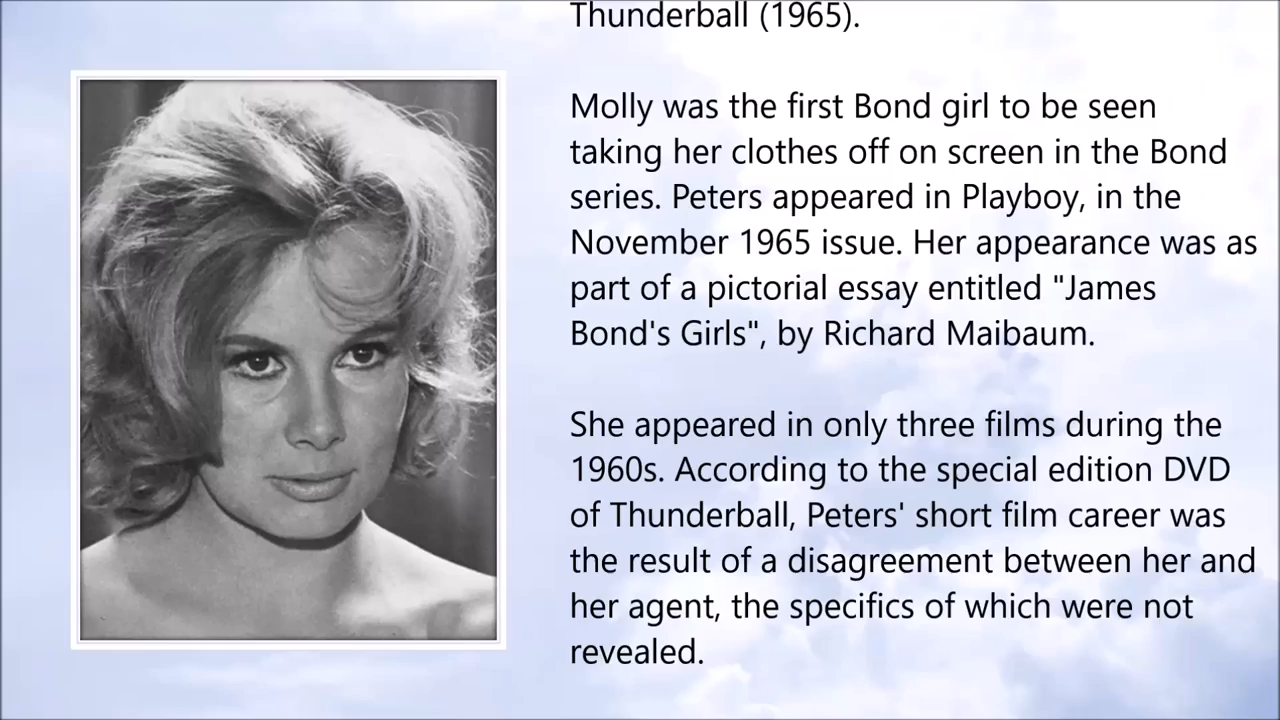 Thunderball (1965).
Molly was the first Bond girl to be seen
taking her clothes off on screen in the Bond
series. Peters appeared in Playboy, in the
November 1965 issue. Her appearance was as
part of a pictorial essay entitled "James
Bond's Girls", by Richard Maibaum.
She appeared in only three films during the
1960s. According to the special edition DVD
of Thunderball, Peters' short film career was
the result of a disagreement between her and
her agent, the specifics of which were not
revealed.